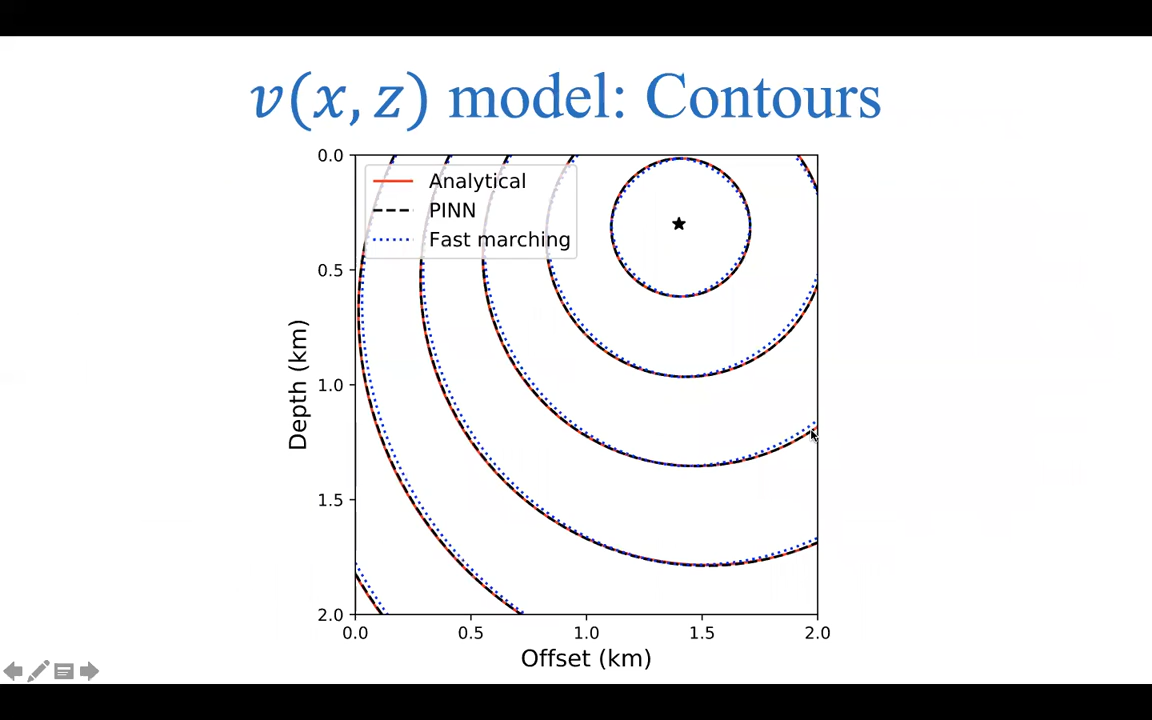 v(x, z) model: Contours
Analytical
PINN
Fast marching
0.0
0.5
1.0
1.5
2.0
Depth (km)
0.0 0.5 1.0 1.5 2.0
Offset (km)